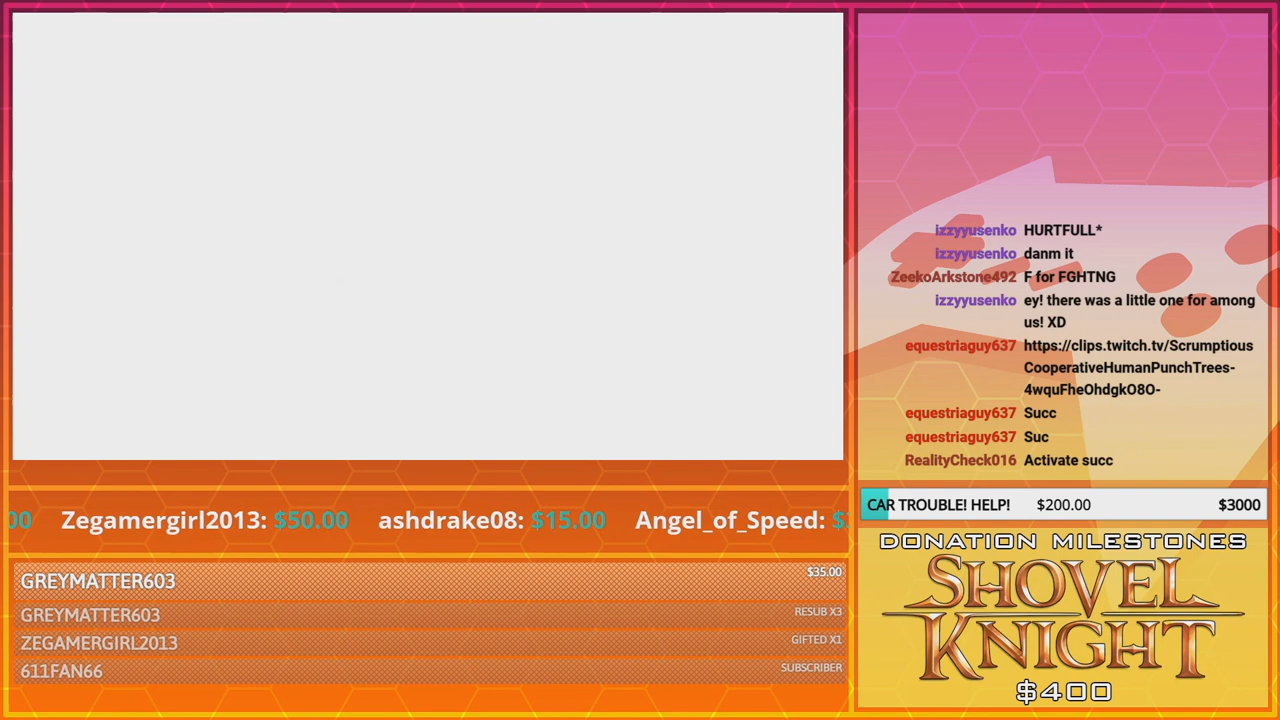 izzyyusenko HURTFULL*
izzyyusenko danm it
ZeekoArkstone492 F for FGHTNG
izzyyusenko ey! there was a little one for among
us! XD
equestriaguy637 https://clips.twitch.tv/Scrumptious
CooperativeHumanPunchTrees-
4wquFheOhdgkO8O-
equestriaguy637 Succ
equestriaguy637 Suc
RealityCheck016 Activate succ
CAR TROUBLE! HELP! $200.00 $3000
00 Zegamergirl2013: $50.00 ashdrake08: $15.00 Angel_of_Speed:
DONATION MILESTONES
SHOVEL
KNIGHT
$400
GREYMATTER603 $35.00
GREYMATTER603 RESUB X3
ZEGAMERGIRL2013 GIFTED X1
611FAN66 SUBSCRIBER